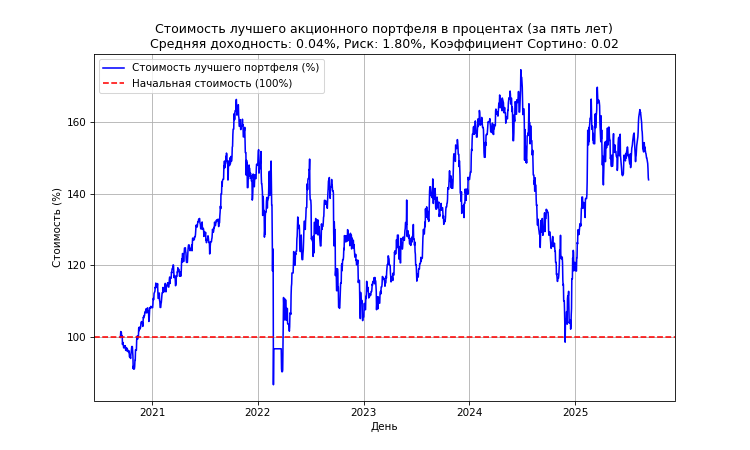 Стоимость лучшего акционного портфеля в процентах (за пять лет)
Средняя доходность: 0.04%, Риск: 1.80%, Коэффициент Сортино: 0.02
Стоимость лучшего портфеля (%)
Начальная стоимость (100%)
Стоимость (%)
160
140
120
100
2021
2022
2023
2024
2025
День